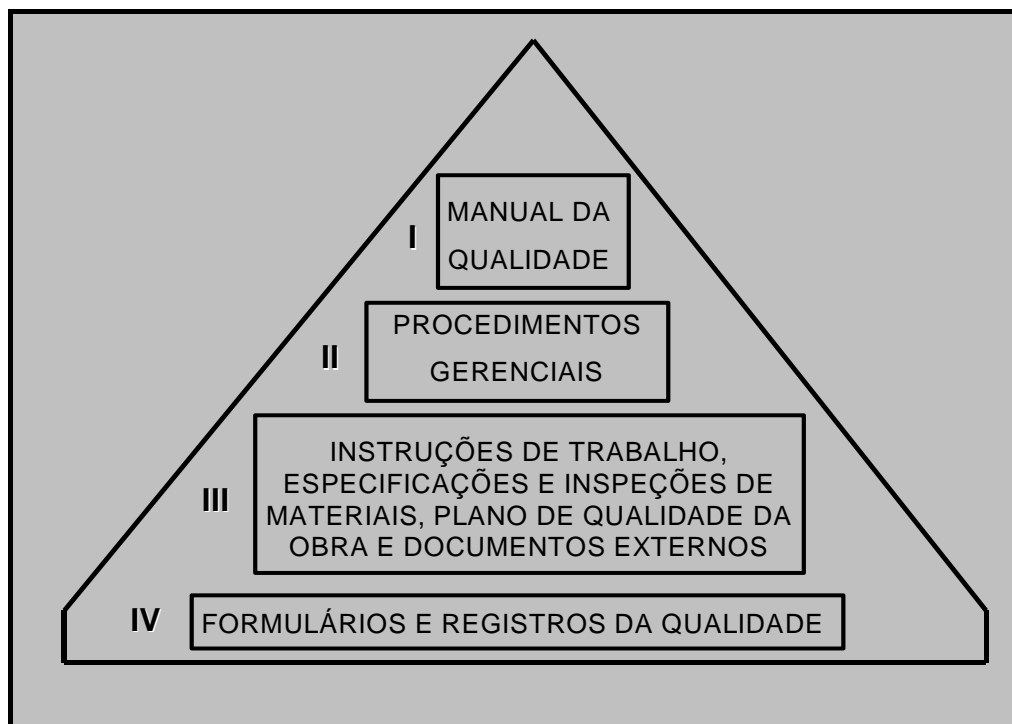 I
MANUAL DA
QUALIDADE
II
PROCEDIMENTOS
GERENCIAIS
III
INSTRUÇÕES DE TRABALHO,
ESPECIFICAÇÕES E INSPEÇÕES DE
MATERIAIS, PLANO DE QUALIDADE DA
OBRA E DOCUMENTOS EXTERNOS
IV
FORMULÁRIOS E REGISTROS DA QUALIDADE